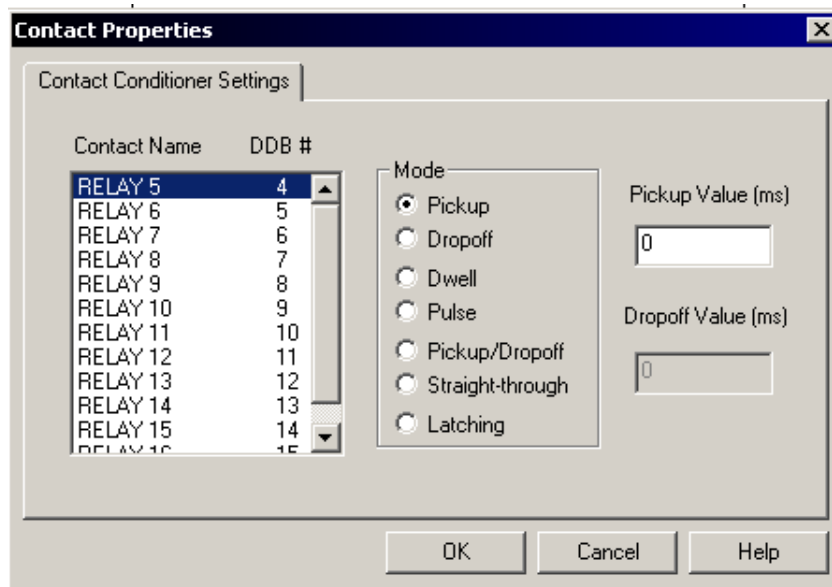 Contact Properties
Contact Conditioner Settings
Contact Name DDB #
RELAY 5 4
RELAY 6 5
RELAY 7 6
RELAY 8 7
RELAY 9 8
RELAY 10 9
RELAY 11 10
RELAY 12 11
RELAY 13 12
RELAY 14 13
RELAY 15 14
RELAY 16 15
Mode
Pickup
Dropoff
Dwell
Pulse
Pickup/Dropoff
Straight-through
Latching
Pickup Value (ms)
0
Dropoff Value (ms)
0
OK Cancel Help